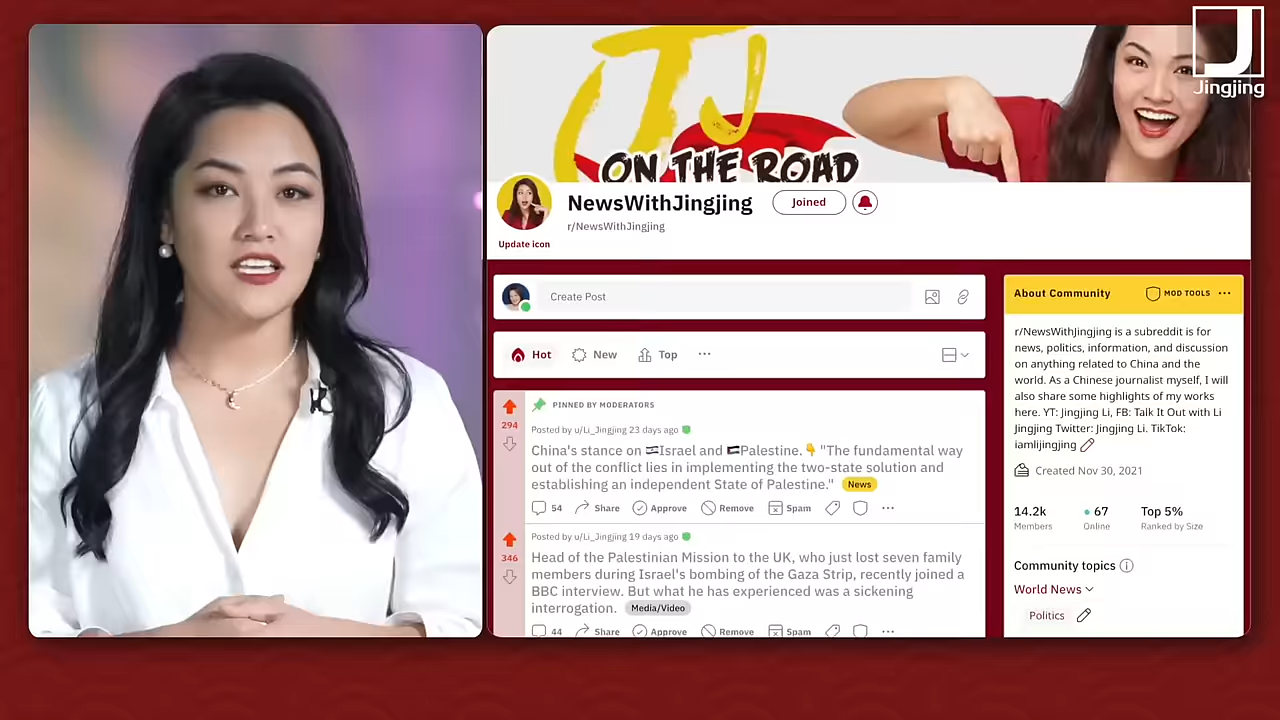 J
Jingjing
TJ
ON THE ROAD
NewsWithJingjing
Joined
r/NewsWithJingjing
Update icon
Create Post
Hot
New
Top
PINNED BY MODERATORS
Posted by u/Li_Jingjing 23 days ago
294
China's stance on 🇮🇱Israel and 🇵🇸Palestine.👇 "The fundamental way
out of the conflict lies in implementing the two-state solution and
establishing an independent State of Palestine." News
54 Share Approve Remove Spam
Posted by u/Li_Jingjing 19 days ago
346
Head of the Palestinian Mission to the UK, who just lost seven family
members during Israel's bombing of the Gaza Strip, recently joined a
BBC interview. But what he has experienced was a sickening
interrogation. Media/Video
44 Share Approve Remove Spam
About Community MOD TOOLS
r/NewsWithJingjing is a subreddit is for
news, politics, information, and discussion
on anything related to China and the
world. As a Chinese journalist myself, I will
also share some highlights of my works
here. YT: Jingjing Li, FB: Talk It Out with Li
Jingjing Twitter: Jingjing Li. TikTok:
iamlijingjing
Created Nov 30, 2021
14.2k 67 Top 5%
Members Online Ranked by Size
Community topics
World News
Politics